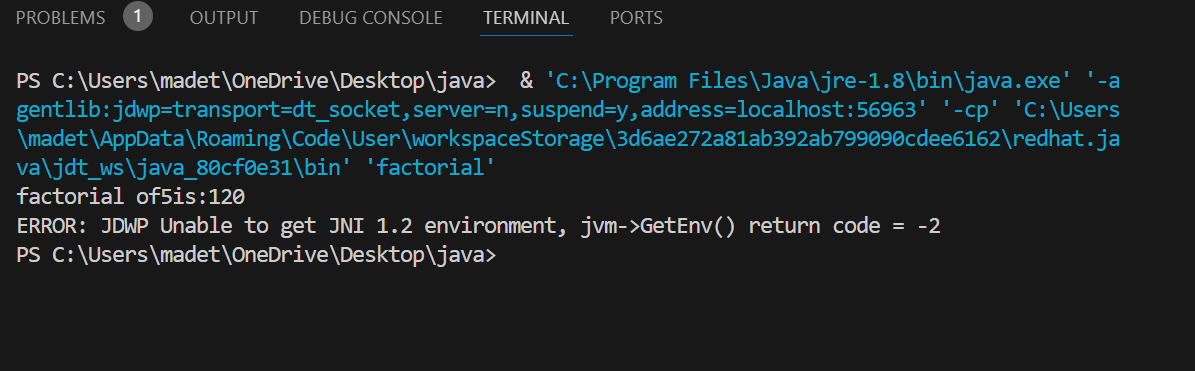 PROBLEMS 1 OUTPUT DEBUG CONSOLE TERMINAL PORTS
PS C:\Users\madet\OneDrive\Desktop\java>  & 'C:\Program Files\Java\jre-1.8\bin\java.exe' '-a
gentlib:jdwp=transport=dt_socket,server=n,suspend=y,address=localhost:56963' '-cp' 'C:\Users
\madet\AppData\Roaming\Code\User\workspaceStorage\3d6ae272a81ab392ab799090cdee6162\redhat.ja
va\jdt_ws\java_80cf0e31\bin' 'factorial'
factorial of5is:120
ERROR: JDWP Unable to get JNI 1.2 environment, jvm->GetEnv() return code = -2
PS C:\Users\madet\OneDrive\Desktop\java>